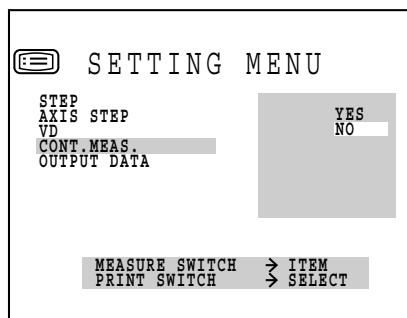 SETTING MENU
STEP
AXIS STEP
VD
CONT.MEAS.
OUTPUT DATA
YES
NO
MEASURE SWITCH → ITEM
PRINT SWITCH → SELECT